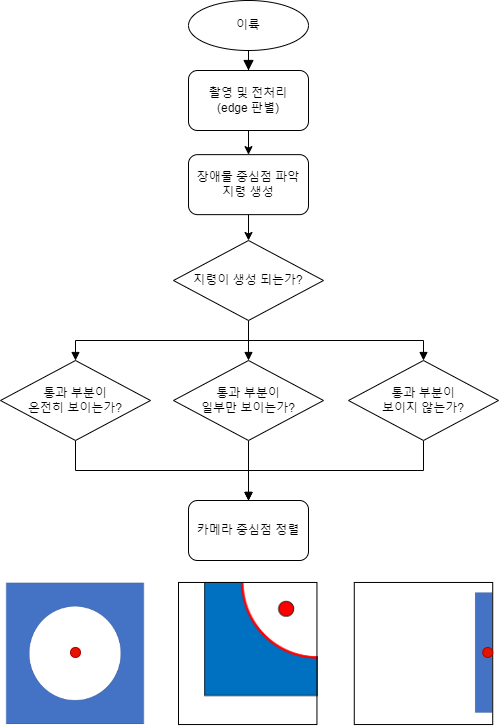 이륙
촬영 및 전처리
(edge 판별)
장애물 중심점 파악
지령 생성
지령이 생성 되는가?
통과 부분이
온전히 보이는가?
통과 부분이
일부만 보이는가?
통과 부분이
보이지 않는가?
카메라 중심점 정렬